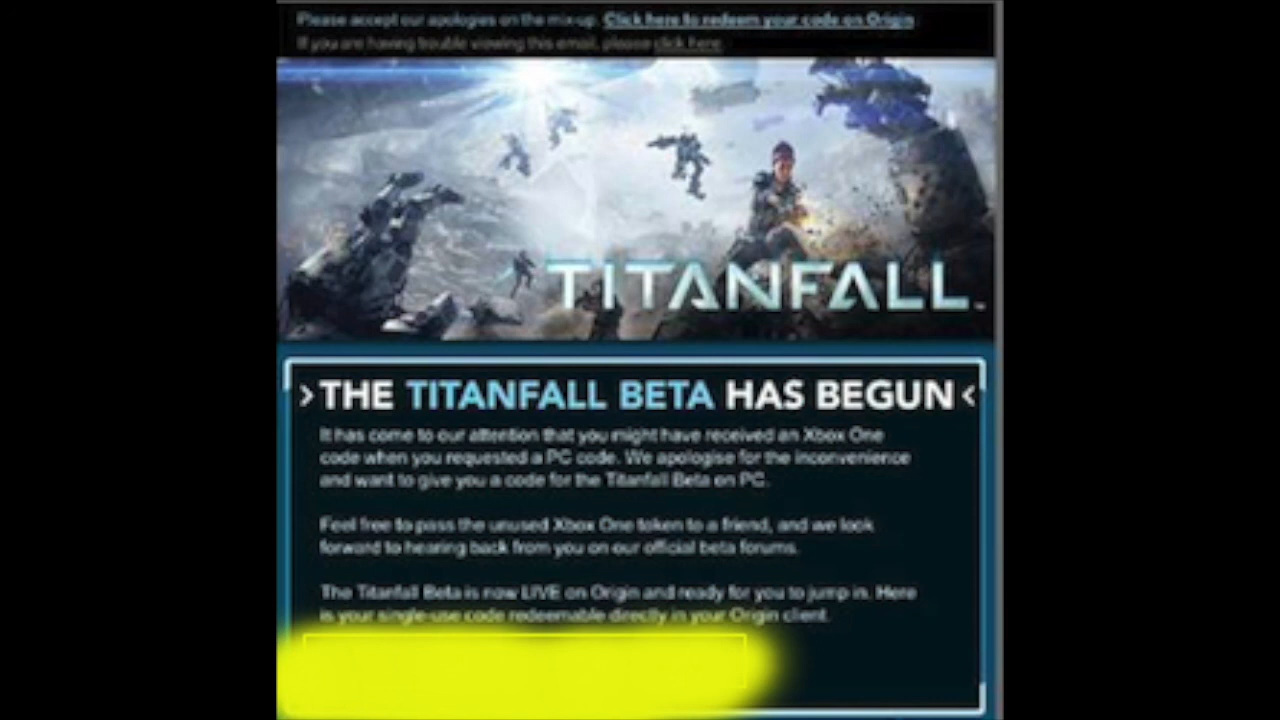 Please accept our apologies on the mix-up. Click here to redeem your code on Origin
If you are having trouble viewing this email, please click here.
TITANFALL
>THE TITANFALL BETA HAS BEGUN<
It has come to our attention that you might have received an Xbox One
code when you requested a PC code. We apologise for the inconvenience
and want to give you a code for the Titanfall Beta on PC.
Feel free to pass the unused Xbox One token to a friend, and we look
forward to hearing back from you on our official beta forums.
The Titanfall Beta is now LIVE on Origin and ready for you to jump in. Here
is your single-use code redeemable directly in your Origin client.